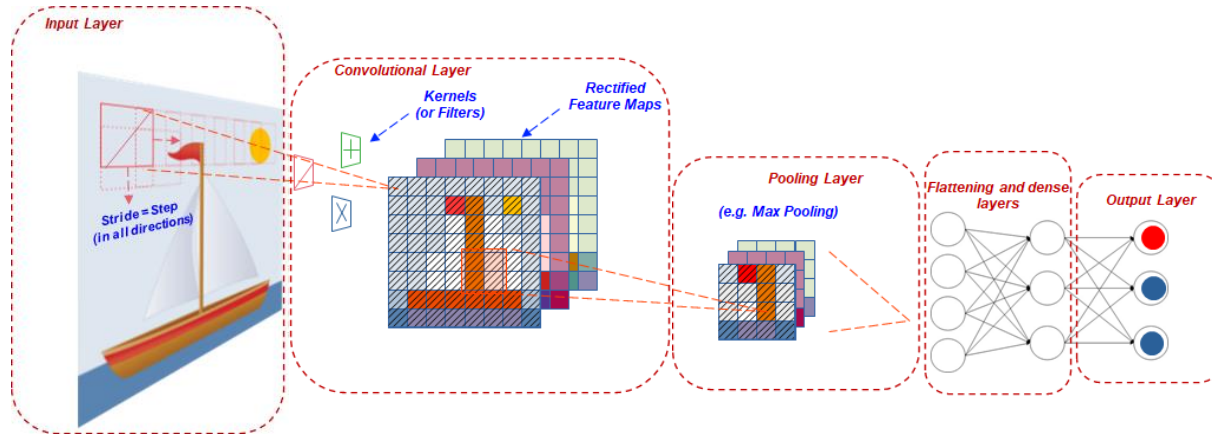 Input Layer
Stride = Step
(in all directions)
Convolutional Layer
Kernels
(or Filters)
Rectified
Feature Maps
Pooling Layer
(e.g. Max Pooling)
Flattening and dense
layers
Output Layer